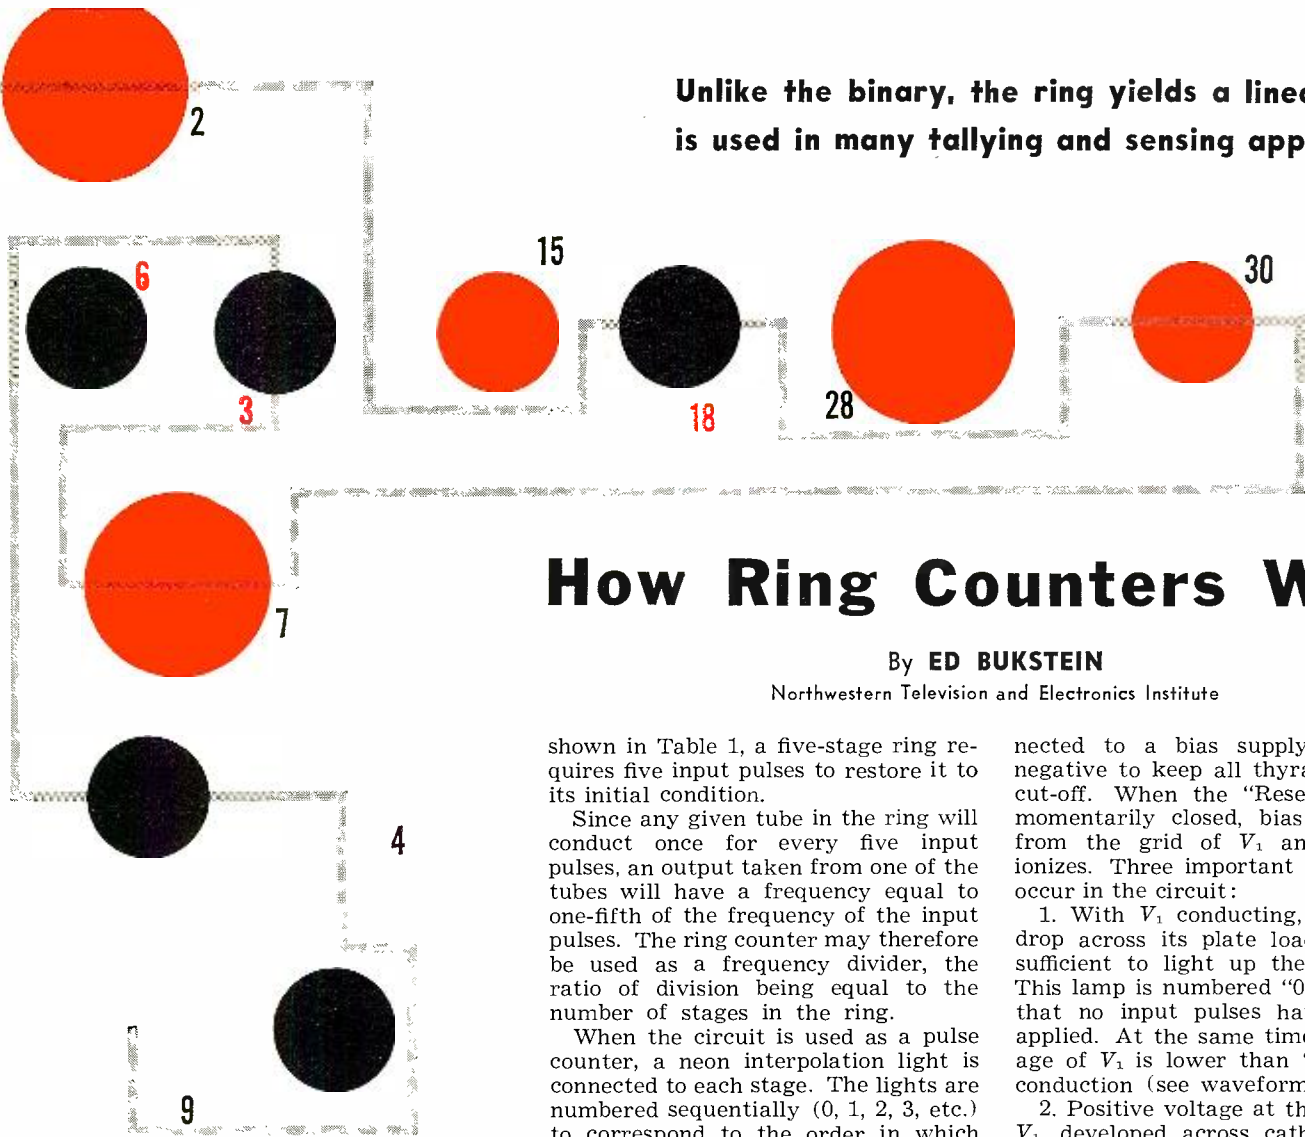 Unlike the binary, the ring yields a
is used in many tallying and sensing
2
6
3
15
18
28
30
7
4
9
How Ring Counters
By ED BUKSTEIN
Northwestern Television and Electronics Institute
shown in Table 1, a five-stage ring re-
quires five input pulses to restore it to
its initial condition.
Since any given tube in the ring will
conduct once for every five input
pulses, an output taken from one of the
tubes will have a frequency equal to
one-fifth of the frequency of the input
pulses. The ring counter may therefore
be used as a frequency divider, the
ratio of division being equal to the
number of stages in the ring.
When the circuit is used as a pulse
counter, a neon interpolation light is
connected to each stage. The lights are
numbered sequentially (0, 1, 2, 3, etc.)
to correspond to the order in which
nected to a bias supply
negative to keep all
cut-off. When the
momentarily closed, bias
from the grid of V₁
ionizes. Three important
occur in the circuit:
1. With V₁ conducting,
drop across its plate
sufficient to light up the
This lamp is numbered "0
that no input pulses
applied. At the same
age of V₁ is lower than
conduction (see
2. Positive voltage at
V₁, developed across